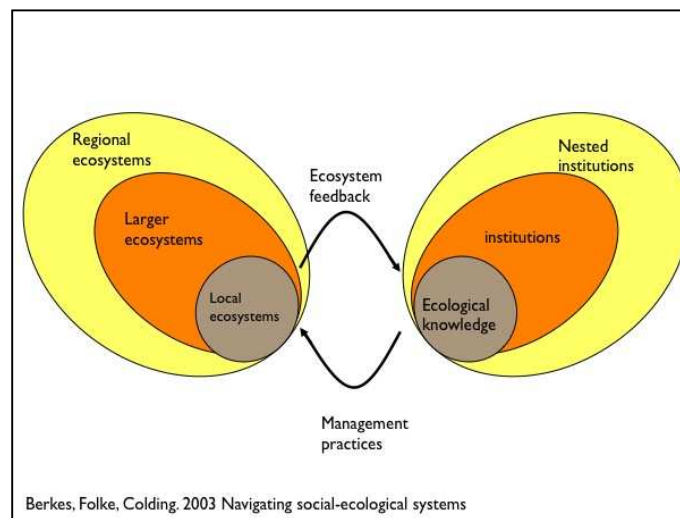 Regional
ecosystems
Nested
institutions
Ecosystem
feedback
Larger
ecosystems
institutions
Local
ecosystems
Ecological
knowledge
Management
practices
Berkes, Folke, Colding. 2003 Navigating social-ecological systems